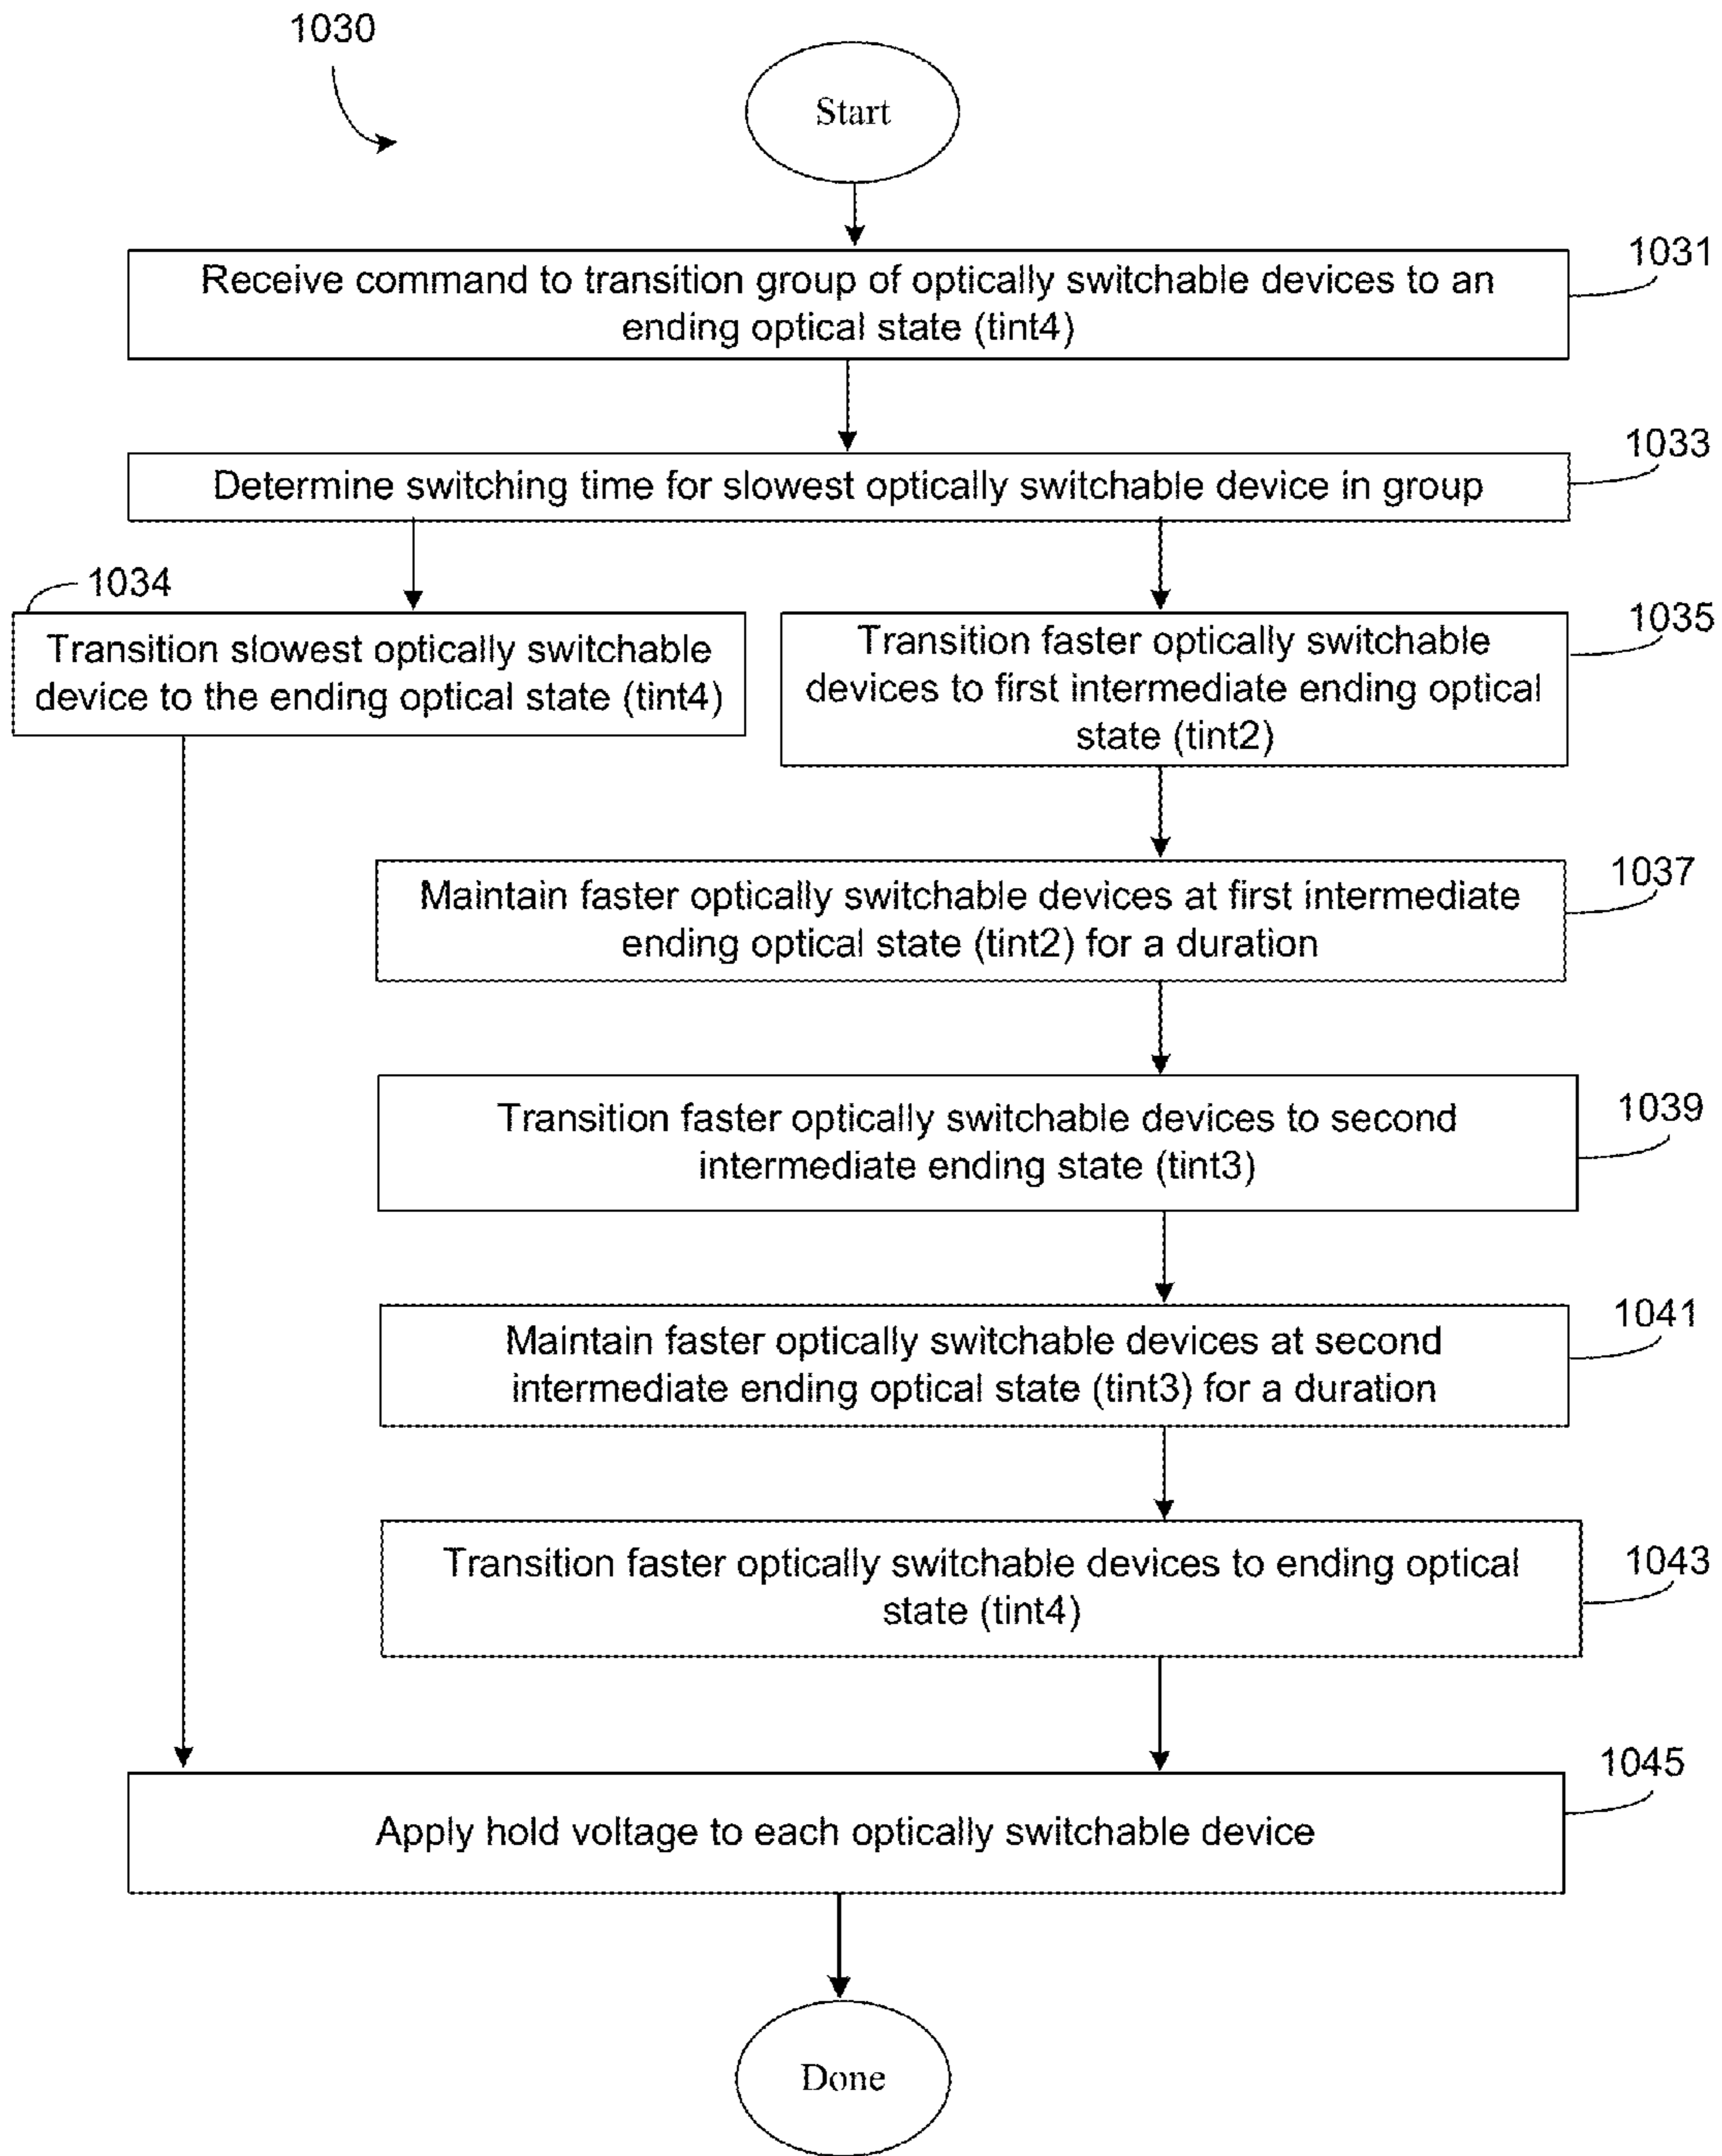 1030
Start
1031
Receive command to transition group of optically switchable devices to an
ending optical state (tint4)
1033
Determine switching time for slowest optically switchable device in group
1034
Transition slowest optically switchable
device to the ending optical state (tint4)
1035
Transition faster optically switchable
devices to first intermediate ending optical
state (tint2)
1037
Maintain faster optically switchable devices at first intermediate
ending optical state (tint2) for a duration
1039
Transition faster optically switchable devices to second
intermediate ending state (tint3)
1041
Maintain faster optically switchable devices at second
intermediate ending optical state (tint3) for a duration
1043
Transition faster optically switchable devices to ending optical
state (tint4)
1045
Apply hold voltage to each optically switchable device
Done